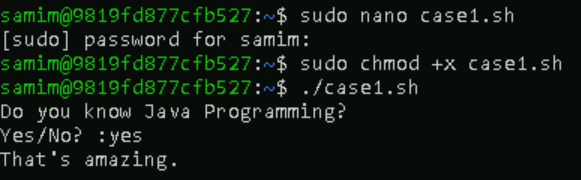 samim@9819fd877cfb527:~$ sudo nano case1.sh
[sudo] password for samim:
samim@9819fd877cfb527:~$ sudo chmod +x case1.sh
samim@9819fd877cfb527:~$ ./case1.sh
Do you know Java Programming?
Yes/No? :yes
That's amazing.